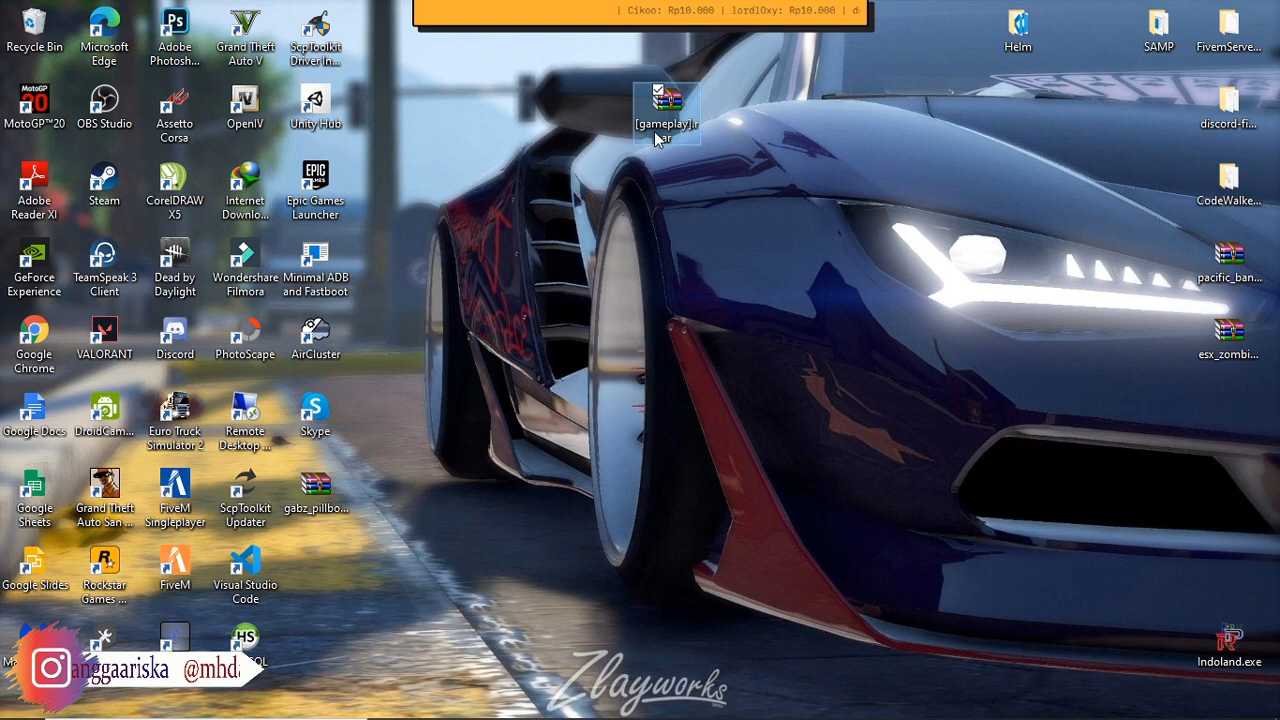 | Cikoo: Rp10.000 | lordlOxy: Rp10.000 |
Recycle Bin
Microsoft
Edge
Adobe
Photosh...
Grand Theft
Auto V
ScpToolkit
Driver In...
Helm
SAMP
FivemServe...
MotoGP™20
OBS Studio
Assetto
Corsa
OpenIV
Unity Hub
[gameplay].r
ar
discord-fi...
Adobe
Reader XI
Steam
CorelDRAW
X5
Internet
Downlo...
Epic Games
Launcher
CodeWalke...
GeForce
Experience
TeamSpeak 3
Client
Dead by
Daylight
Wondershare
Filmora
Minimal ADB
and Fastboot
pacific_ban...
Google
Chrome
VALORANT
Discord
PhotoScape
AirCluster
esx_zombi...
Google Docs
DroidCam...
Euro Truck
Simulator 2
Remote
Desktop ...
Skype
Google
Sheets
Grand Theft
Auto San ...
FiveM
Singleplayer
ScpToolkit
Updater
gabz_pillbo...
Google Slides
Rockstar
Games ...
FiveM
Visual Studio
Code
anggaariska @mhd
Indoland.exe
Zlayworks